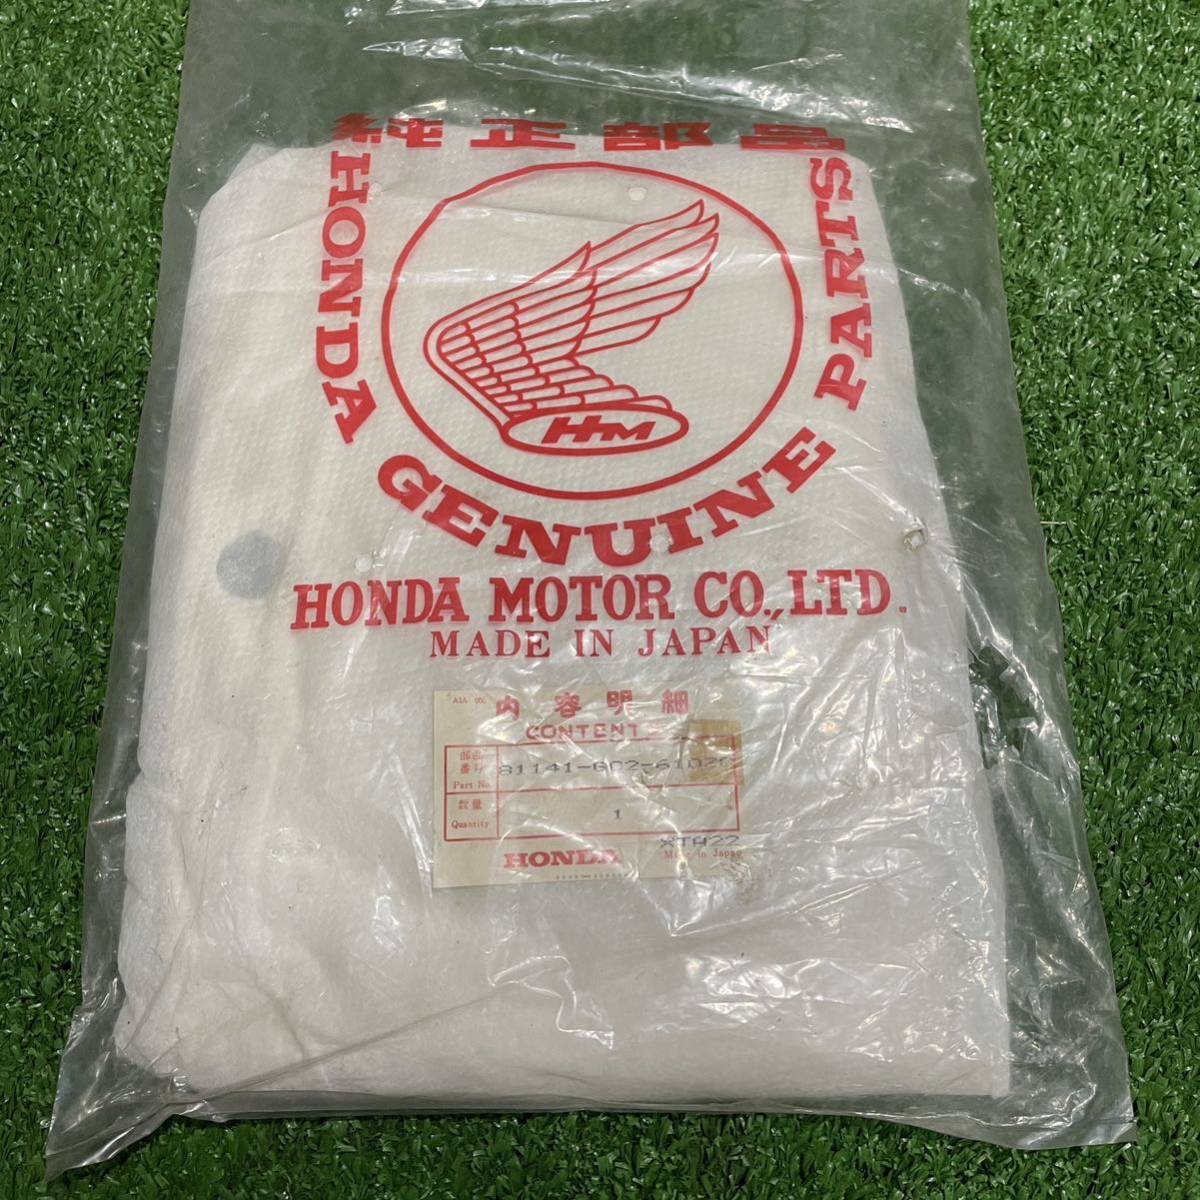 純正部品
HONDA GENUINE PARTS
HM
HONDA MOTOR CO., LTD.
MADE IN JAPAN
内容明細
CONTENTS
部品番号
Part No.
数量
Quantity
1
HONDA
XTA22
Made in Japan